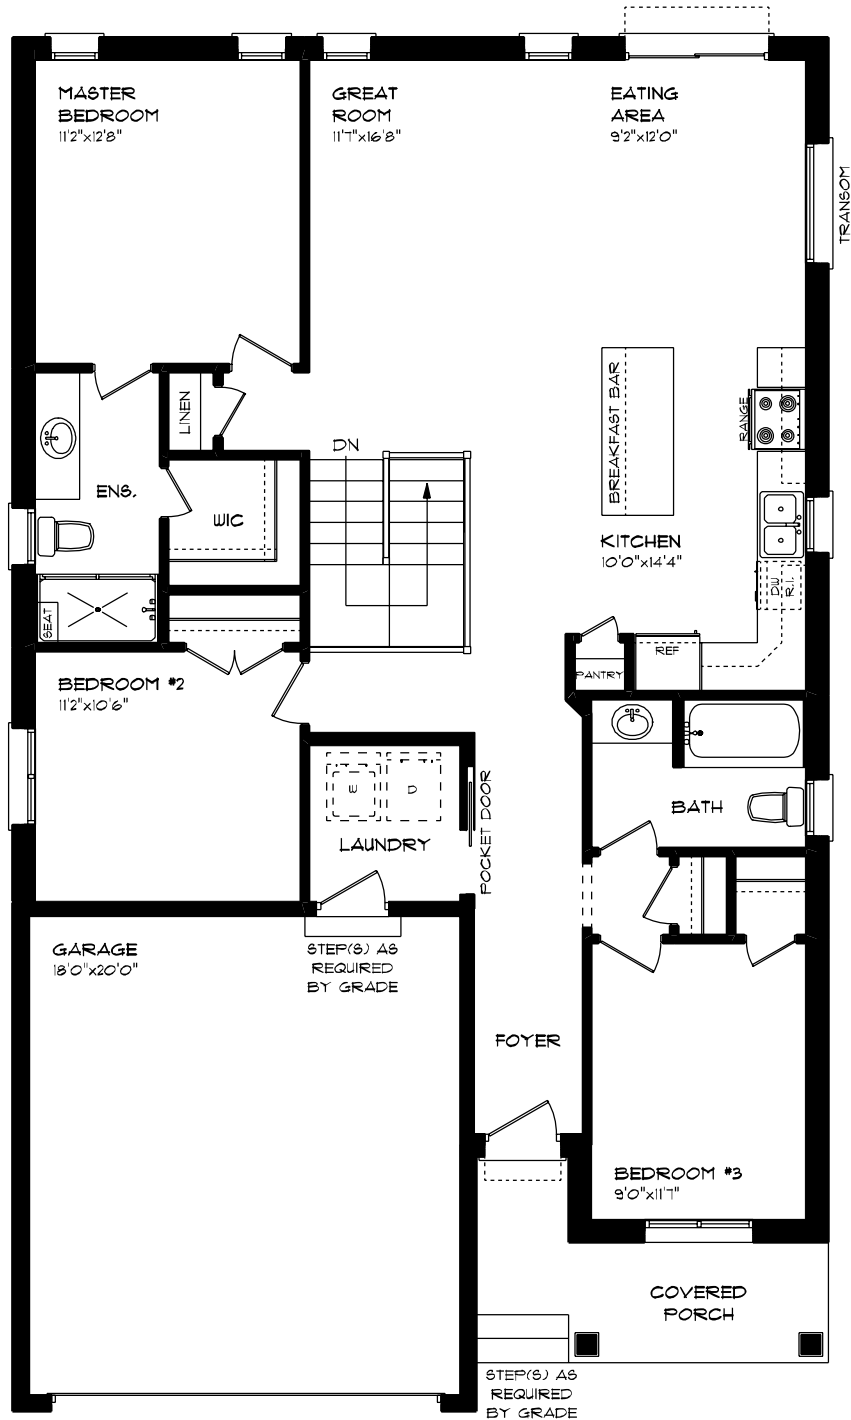 MASTER
BEDROOM
11'2"x12'8"
GREAT
ROOM
11'7"x16'8"
EATING
AREA
9'2"x12'0"
TRANSOM
LINEN
DN
BREAKFAST BAR
RANGE
ENS.
WIC
KITCHEN
10'0"x14'4"
DW
R.I.
SEAT
REF
PANTRY
BEDROOM #2
11'2"x10'6"
W
D
LAUNDRY
POCKET DOOR
BATH
GARAGE
18'0"x20'0"
STEP(S) AS
REQUIRED
BY GRADE
FOYER
BEDROOM #3
9'0"x11'7"
COVERED
PORCH
STEP(S) AS
REQUIRED
BY GRADE